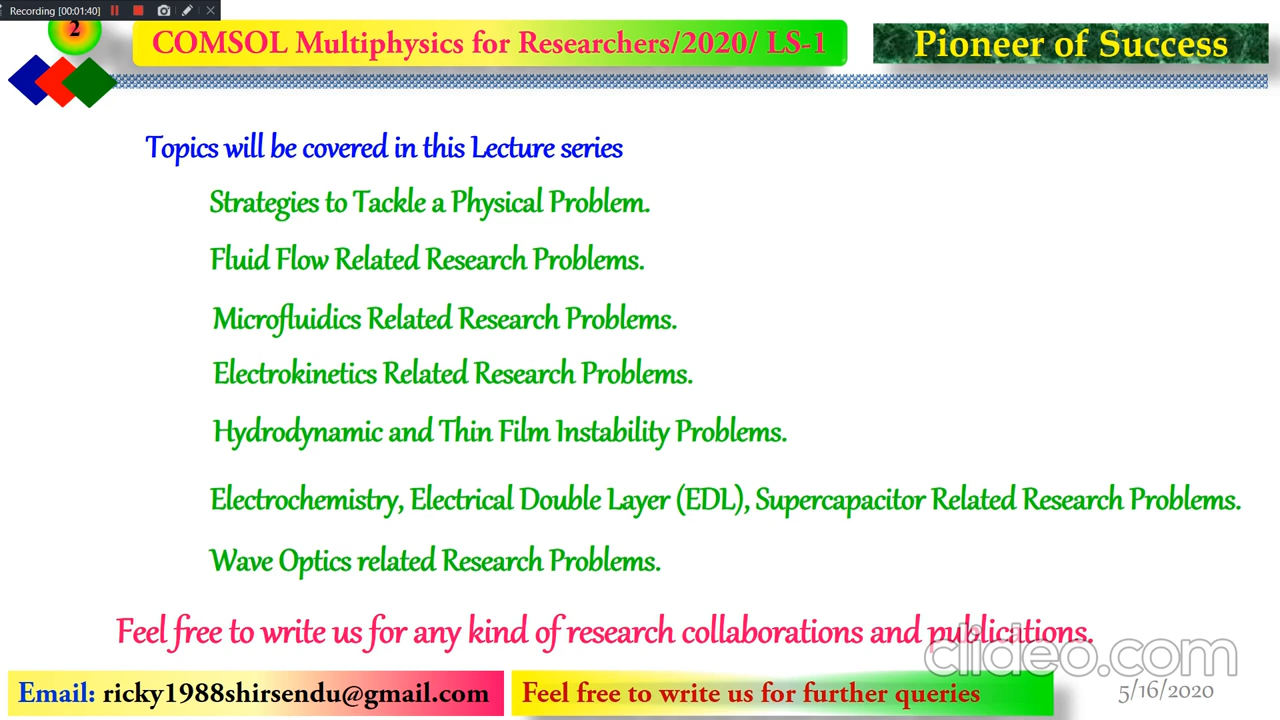 Recording [00:01:40]
2
COMSOL Multiphysics for Researchers/2020/ LS-1
Pioneer of Success
Topics will be covered in this Lecture series
Strategies to Tackle a Physical Problem.
Fluid Flow Related Research Problems.
Microfluidics Related Research Problems.
Electrokinetics Related Research Problems.
Hydrodynamic and Thin Film Instability Problems.
Electrochemistry, Electrical Double Layer (EDL), Supercapacitor Related Research Problems.
Wave Optics related Research Problems.
Feel free to write us for any kind of research collaborations and publications.
clideo.com
Email: ricky1988shirsendu@gmail.com
Feel free to write us for further queries
5/16/2020